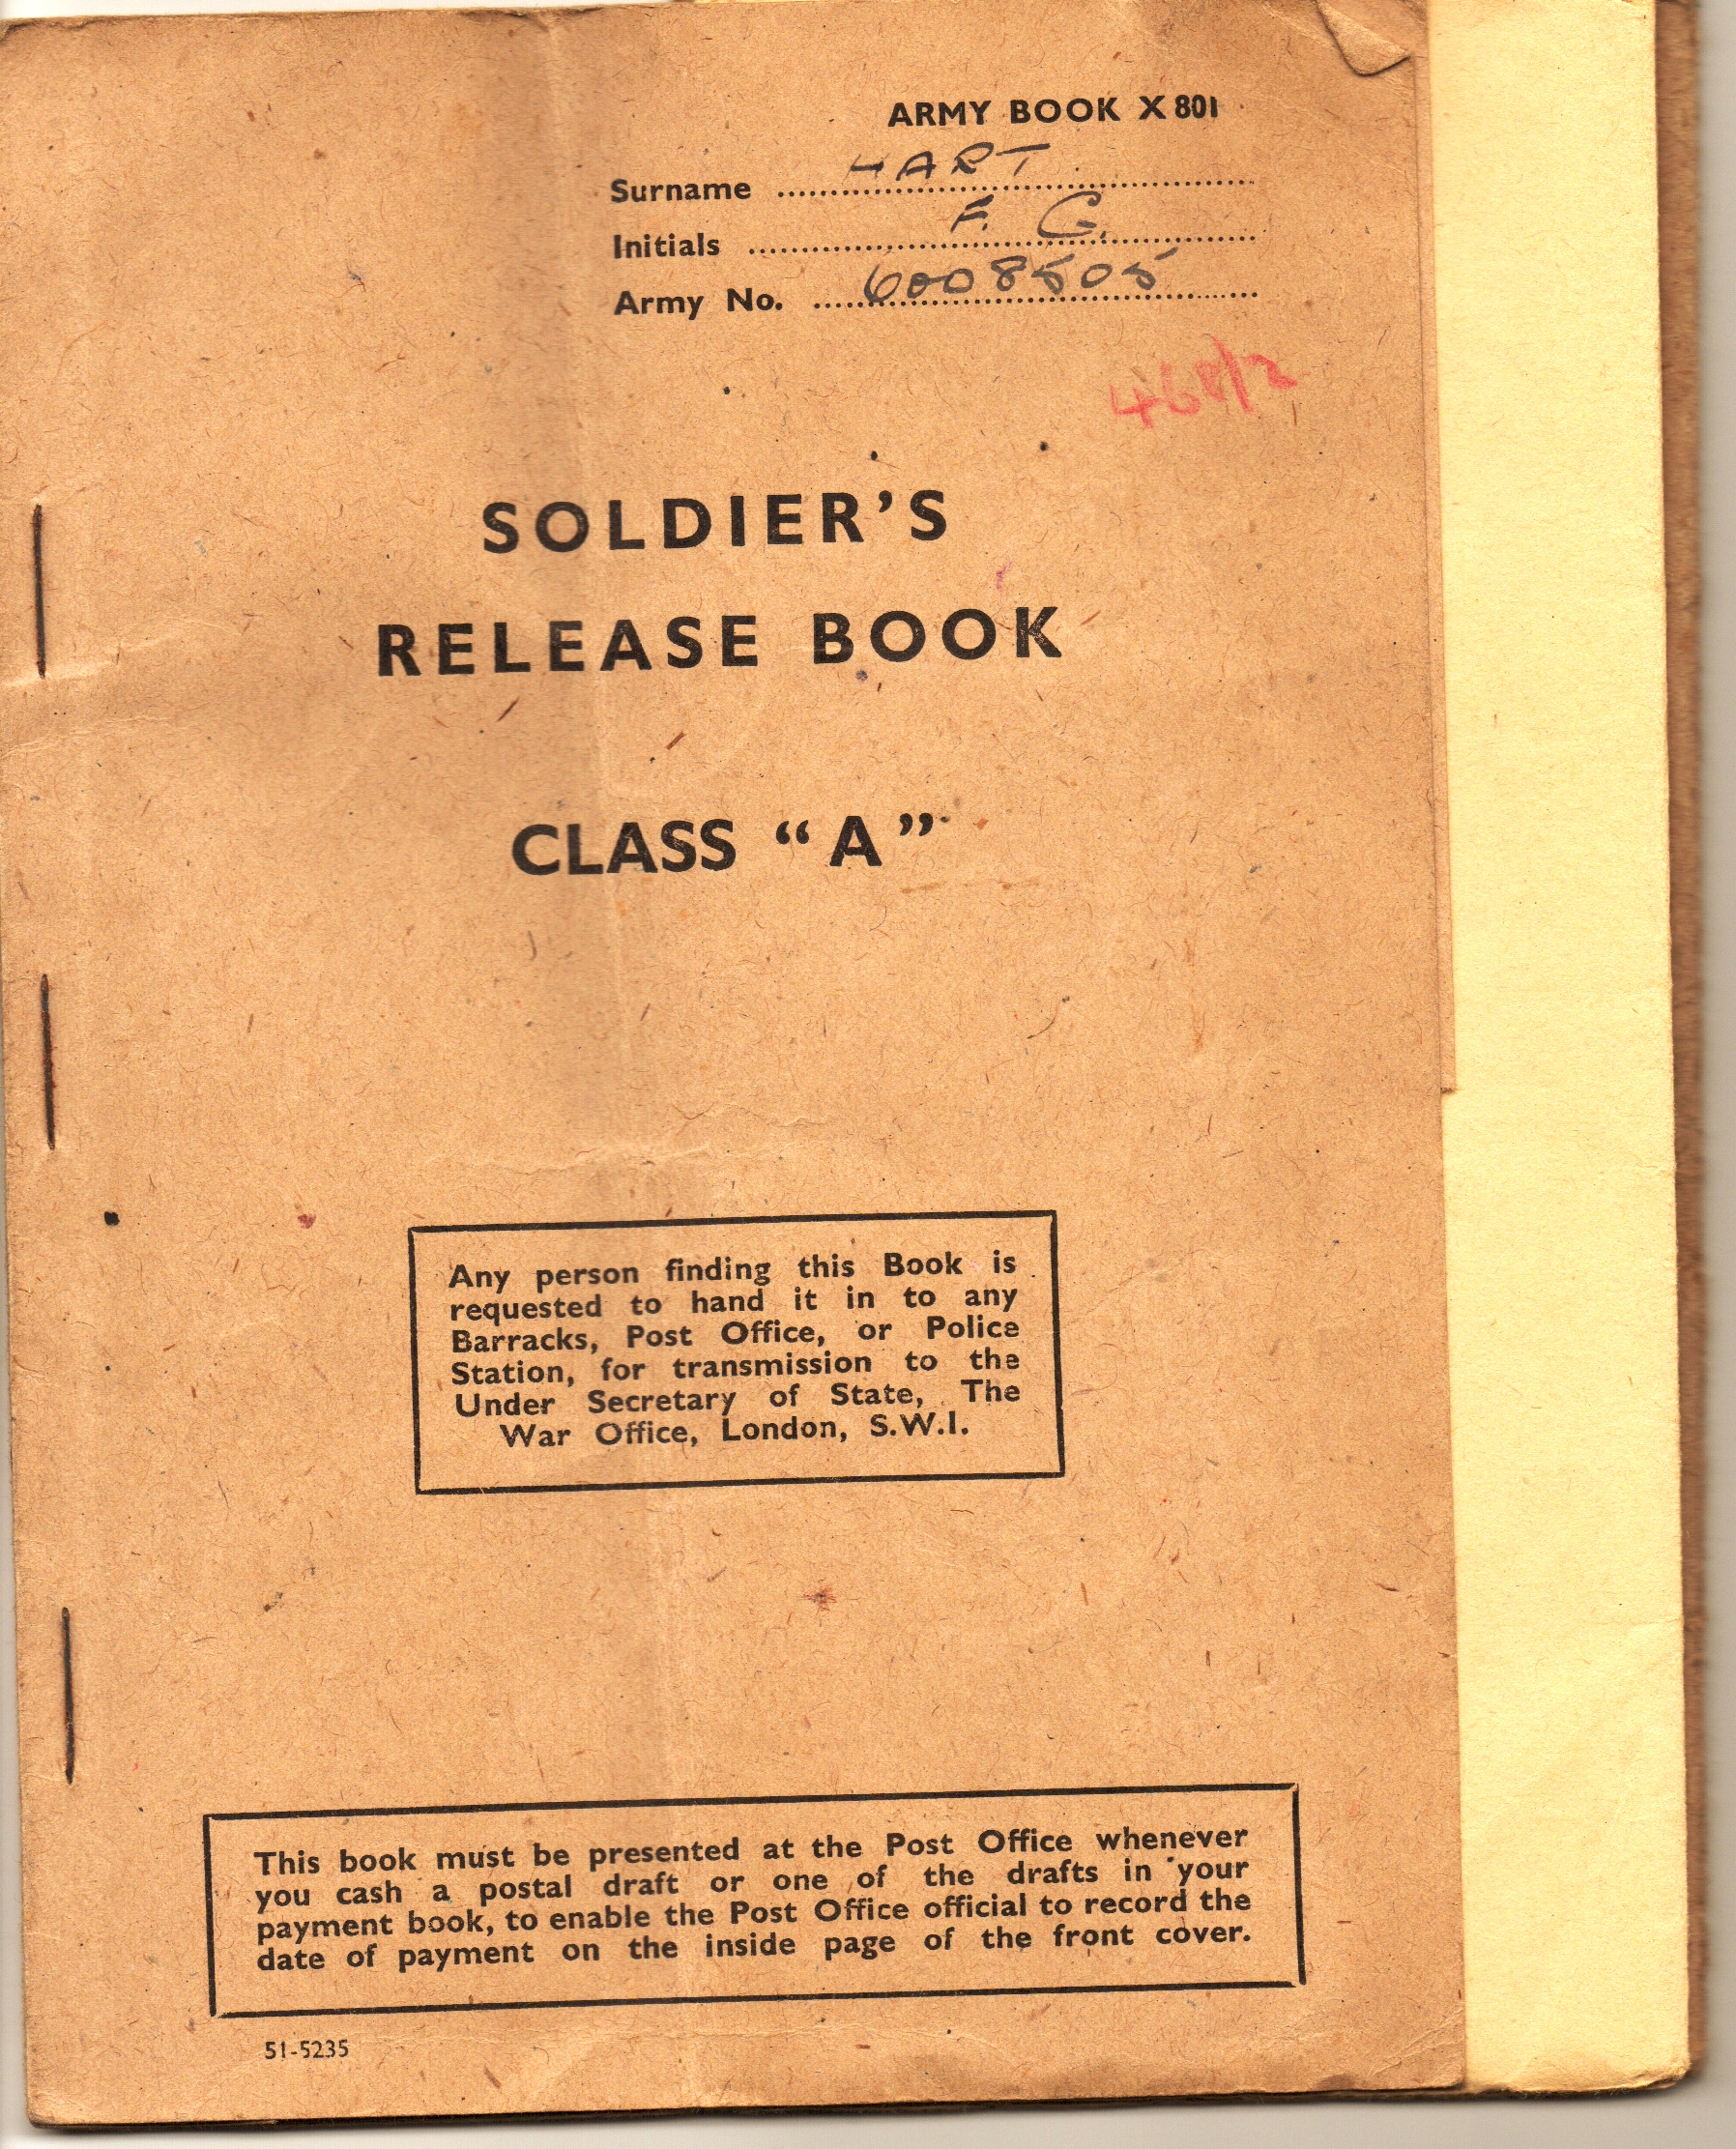 ARMY BOOK X 801
Surname HART
Initials F. G.
Army No. 6008505
SOLDIER'S
RELEASE BOOK
CLASS “A”
Any person finding this Book is
requested to hand it in to any
Barracks, Post Office, or Police
Station, for transmission to the
Under Secretary of State, The
War Office, London, S.W.I.
This book must be presented at the Post Office whenever
you cash a postal draft or one of the drafts in your
payment book, to enable the Post Office official to record the
date of payment on the inside page of the front cover.
51-5235